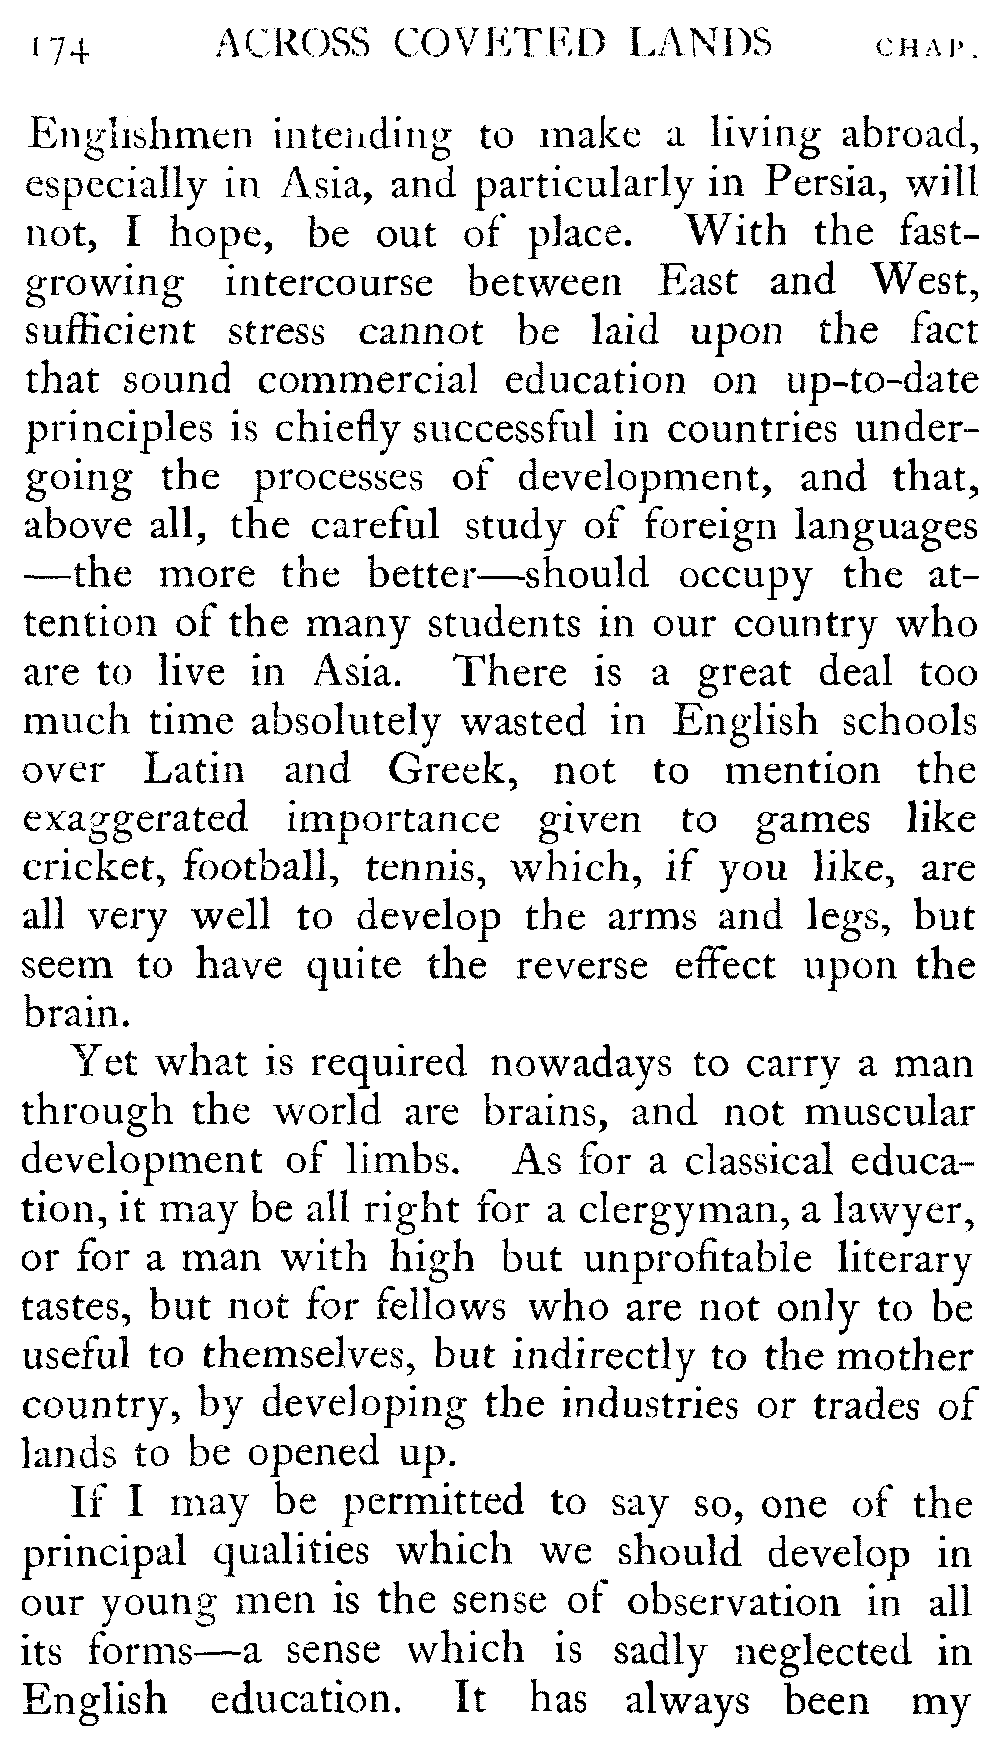 174 ACROSS COVETED LANDS CHAP.
Englishmen intending to make a living abroad,
especially in Asia, and particularly in Persia, will
not, I hope, be out of place. With the fast-
growing intercourse between East and West,
sufficient stress cannot be laid upon the fact
that sound commercial education on up-to-date
principles is chiefly successful in countries under-
going the processes of development, and that,
above all, the careful study of foreign languages
—the more the better—should occupy the at-
tention of the many students in our country who
are to live in Asia. There is a great deal too
much time absolutely wasted in English schools
over Latin and Greek, not to mention the
exaggerated importance given to games like
cricket, football, tennis, which, if you like, are
all very well to develop the arms and legs, but
seem to have quite the reverse effect upon the
brain.
Yet what is required nowadays to carry a man
through the world are brains, and not muscular
development of limbs. As for a classical educa-
tion, it may be all right for a clergyman, a lawyer,
or for a man with high but unprofitable literary
tastes, but not for fellows who are not only to be
useful to themselves, but indirectly to the mother
country, by developing the industries or trades of
lands to be opened up.
If I may be permitted to say so, one of the
principal qualities which we should develop in
our young men is the sense of observation in all
its forms—a sense which is sadly neglected in
English education. It has always been my